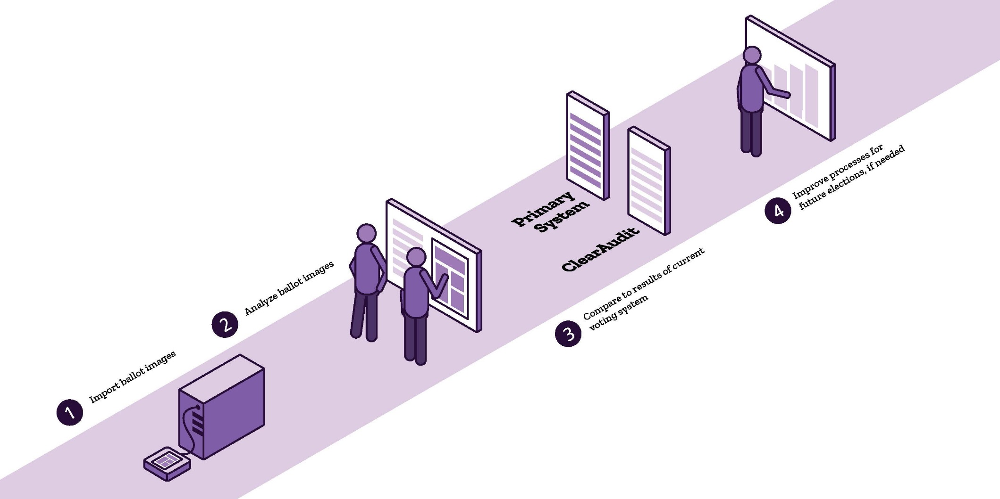 1
Import ballot images
2
Analyze ballot images
Primary
System
ClearAudit
3
Compare to results of current
voting system
4
Improve processes for
future elections, if needed